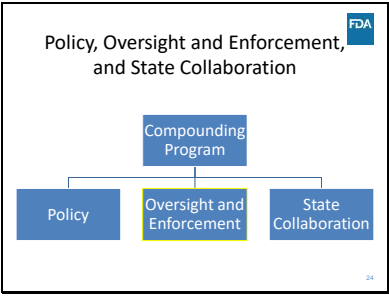 FDA
Policy, Oversight and Enforcement,
and State Collaboration
Compounding
Program
Policy
Oversight and
Enforcement
State
Collaboration
24